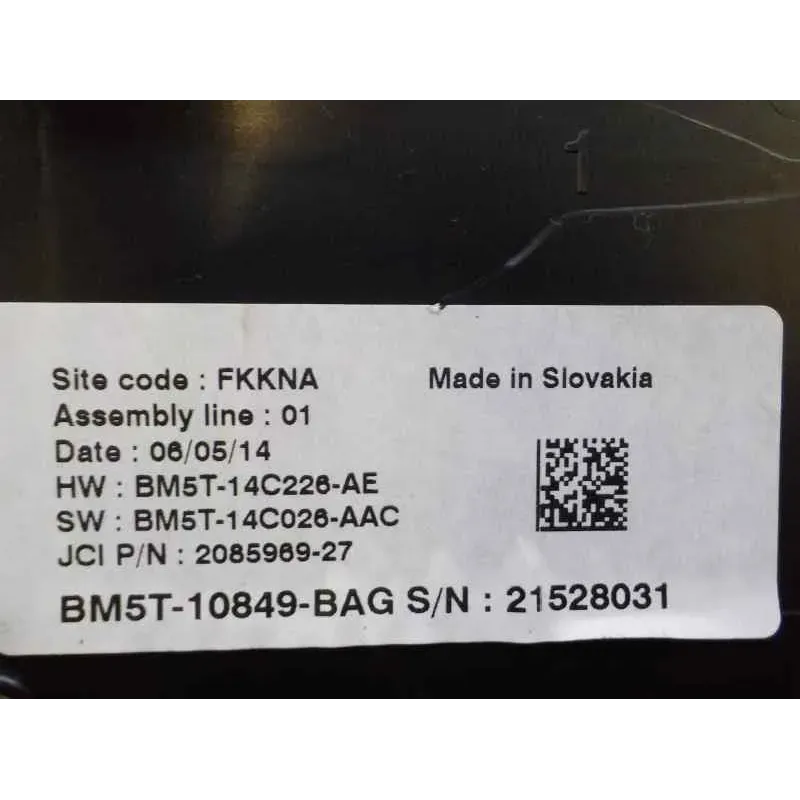 1
Site code : FKKNA Made in Slovakia
Assembly line : 01
Date : 06/05/14
HW : BM5T-14C226-AE
SW : BM5T-14C026-AAC
JCI P/N : 2085969-27
BM5T-10849-BAG S/N : 21528031